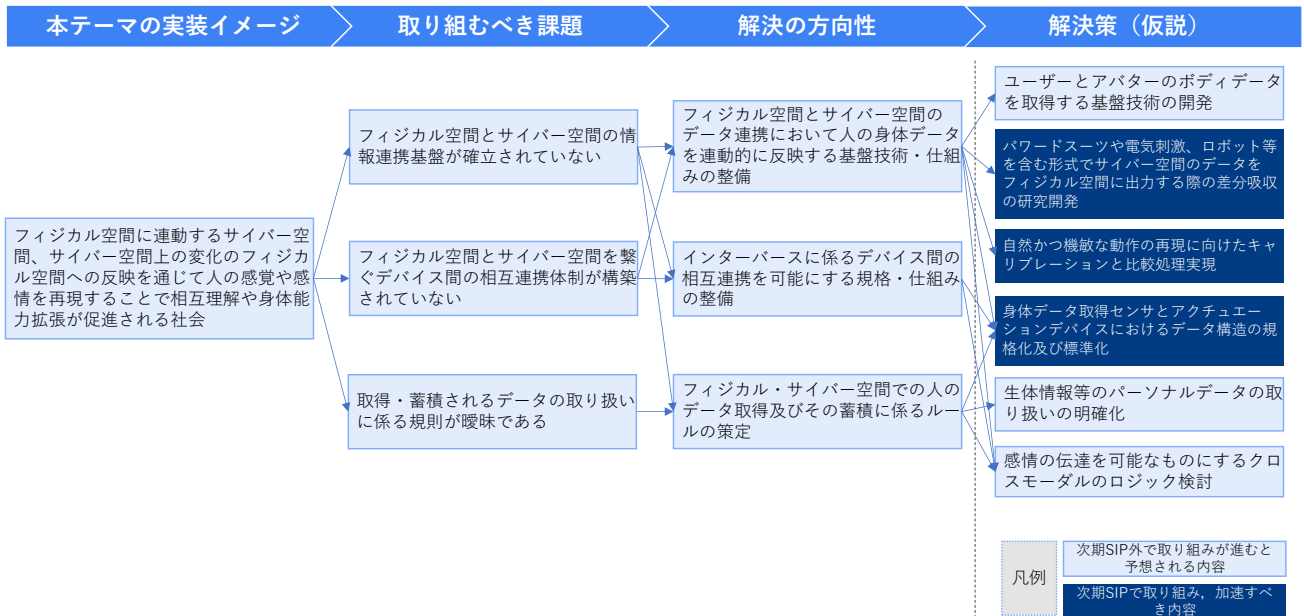 本テーマの実装イメージ
取り組むべき課題
解決の方向性
解決策（仮説）
フィジカル空間に連動するサイバー空
間、サイバー空間上の変化のフィジカ
ル空間への反映を通じて人の感覚や感
情を再現することで相互理解や身体能
力拡張が促進される社会
フィジカル空間とサイバー空間の情
報連携基盤が確立されていない
フィジカル空間とサイバー空間を繋
ぐデバイス間の相互連携体制が構築
されていない
取得・蓄積されるデータの取り扱い
に係る規則が曖昧である
フィジカル空間とサイバー空間の
データ連携において人の身体データ
を連動的に反映する基盤技術・仕組
みの整備
インターバースに係るデバイス間の
相互連携を可能にする規格・仕組み
の整備
フィジカル・サイバー空間での人の
データ取得及びその蓄積に係るルー
ルの策定
ユーザーとアバターのボディデータ
を取得する基盤技術の開発
パワードスーツや電気刺激、ロボット等
を含む形式でサイバー空間のデータを
フィジカル空間に出力する際の差分吸収
の研究開発
自然かつ機敏な動作の再現に向けたキャ
リブレーションと比較処理実現
身体データ取得センサとアクチュエー
ションデバイスにおけるデータ構造の規
格化及び標準化
生体情報等のパーソナルデータの取
り扱いの明確化
感情の伝達を可能なものにするクロ
スモーダルのロジック検討
凡例
次期SIP外で取り組みが進むと
予想される内容
次期SIPで取り組み，加速すべ
き内容